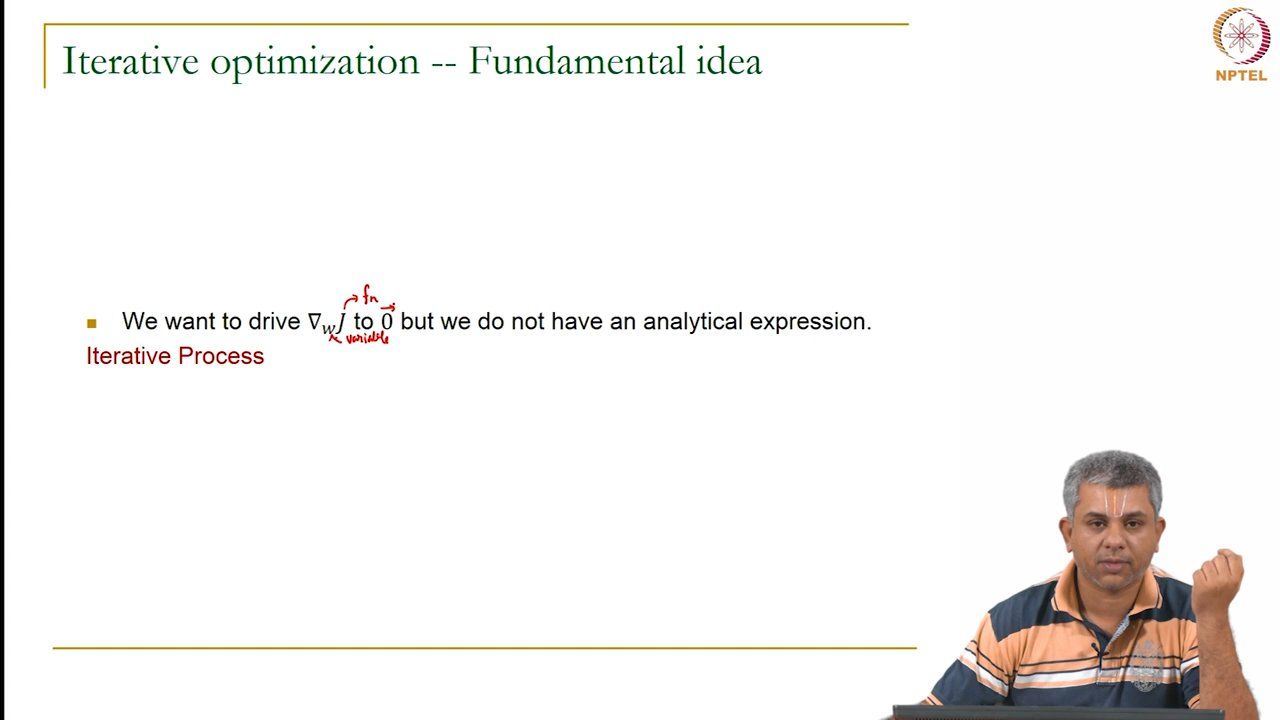 Iterative optimization -- Fundamental idea
NPTEL
fn
We want to drive ∇wJ to 0 but we do not have an analytical expression.
variable
Iterative Process